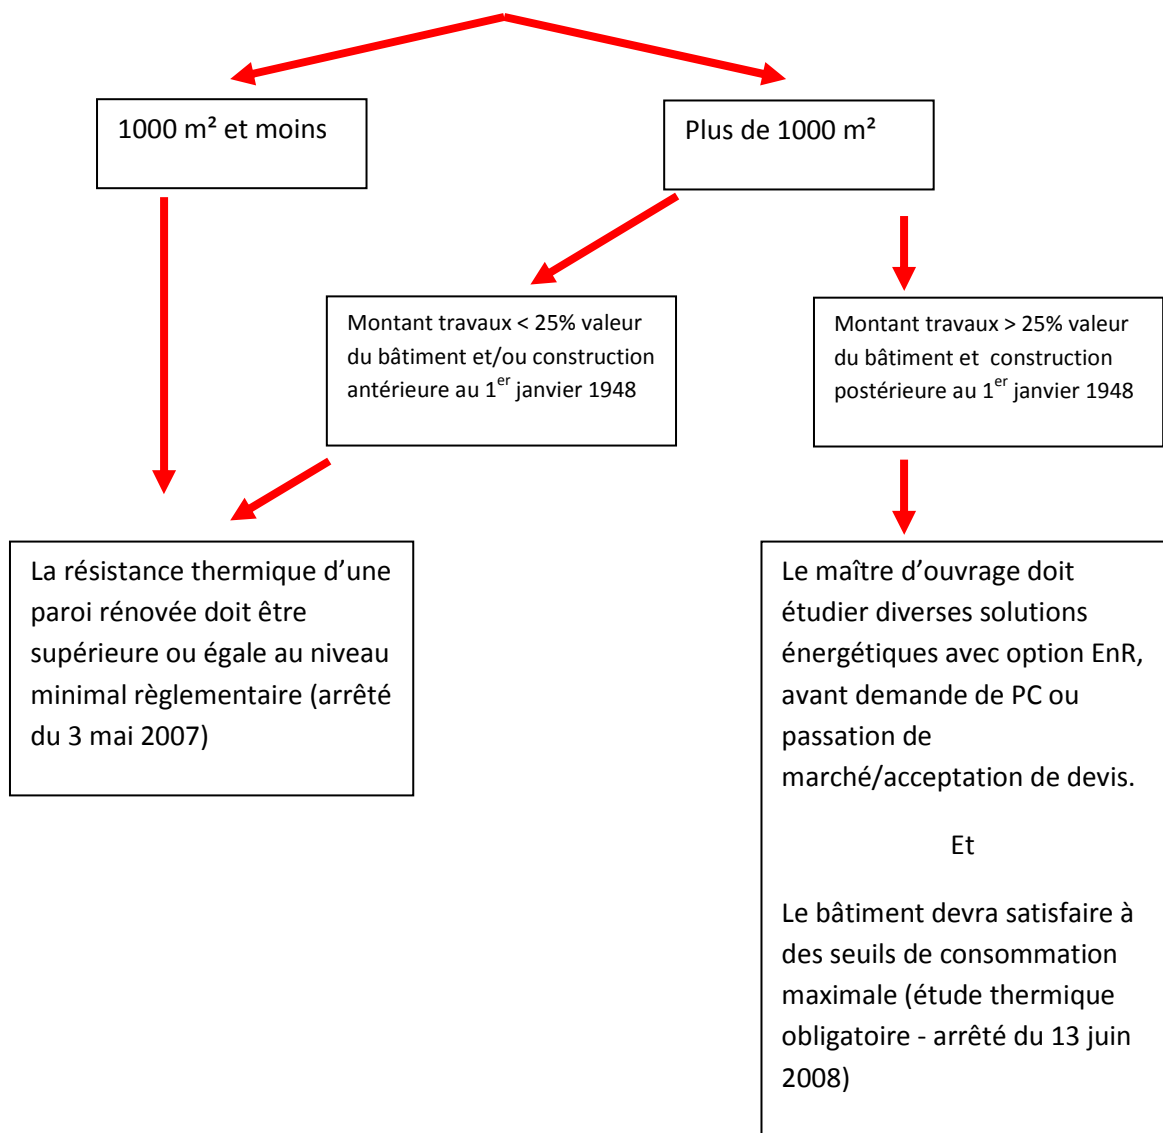 1000 m² et moins
Plus de 1000 m²
Montant travaux < 25% valeur
du bâtiment et/ou construction
antérieure au 1er janvier 1948
Montant travaux > 25% valeur
du bâtiment et construction
postérieure au 1er janvier 1948
La résistance thermique d’une
paroi rénovée doit être
supérieure ou égale au niveau
minimal règlementaire (arrêté
du 3 mai 2007)
Le maître d’ouvrage doit
étudier diverses solutions
énergétiques avec option EnR,
avant demande de PC ou
passation de
marché/acceptation de devis.
Et
Le bâtiment devra satisfaire à
des seuils de consommation
maximale (étude thermique
obligatoire - arrêté du 13 juin
2008)